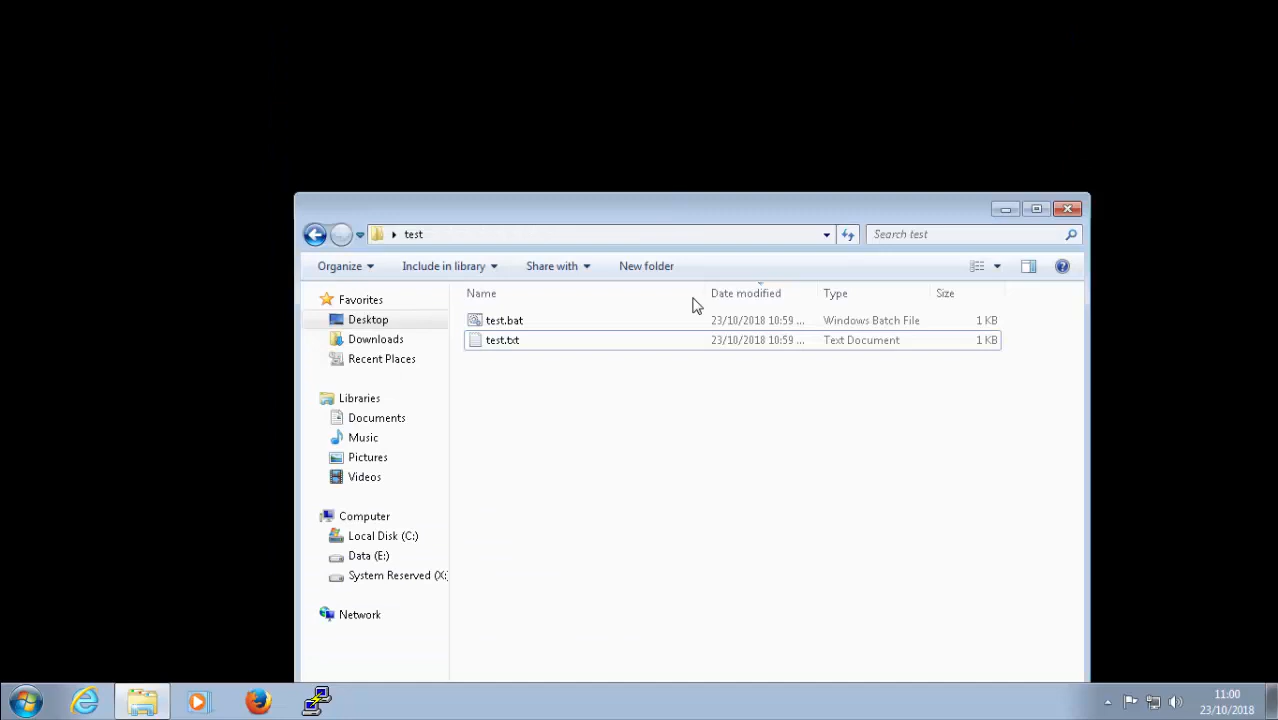 test
Search test
Organize
Include in library
Share with
New folder
Name
Date modified
Type
Size
Favorites
Desktop
Downloads
Recent Places
Libraries
Documents
Music
Pictures
Videos
Computer
Local Disk (C:)
Data (E:)
System Reserved (X:
Network
test.bat
23/10/2018 10:59 ...
Windows Batch File
1 KB
test.txt
23/10/2018 10:59 ...
Text Document
1 KB
11:00
23/10/2018